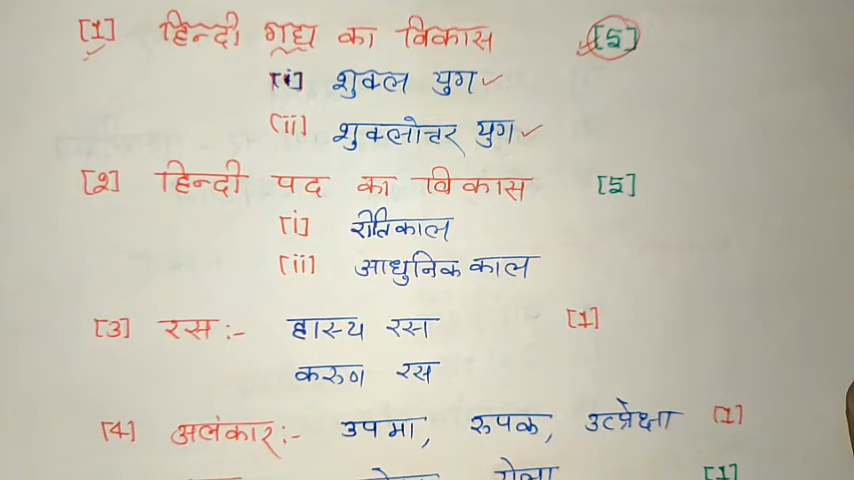 [1] हिन्दी गद्य का विकास [5]
[i] शुक्ल युग
[ii] शुक्लोत्तर युग
[2] हिन्दी पद का विकास [5]
[i] रीतिकाल
[ii] आधुनिक काल
[3] रस :- हास्य रस [1]
करुण रस
[4] अलंकार :- उपमा, रुपक, उत्प्रेक्षा [1]
[1]